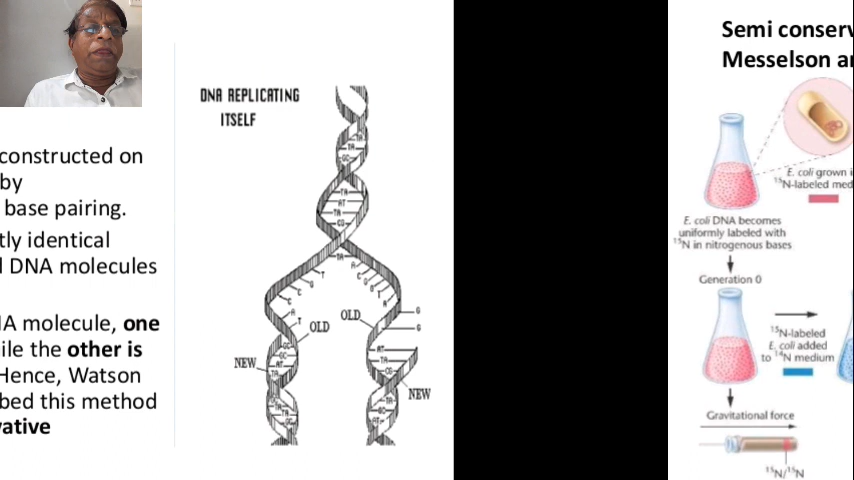 constructed on
by
base pairing.
tly identical
DNA molecules
A molecule, one
ile the other is
Hence, Watson
bed this method
vative
DNA REPLICATING
ITSELF
OLD
OLD
NEW
NEW
Semi conserv
Messelson a
E. coli grown i
¹⁵N-labeled med
E. coli DNA becomes
uniformly labeled with
¹⁵N in nitrogenous bases
Generation 0
¹⁵N-labeled
E. coli added
to ¹⁴N medium
Gravitational force
¹⁵N/¹⁵N